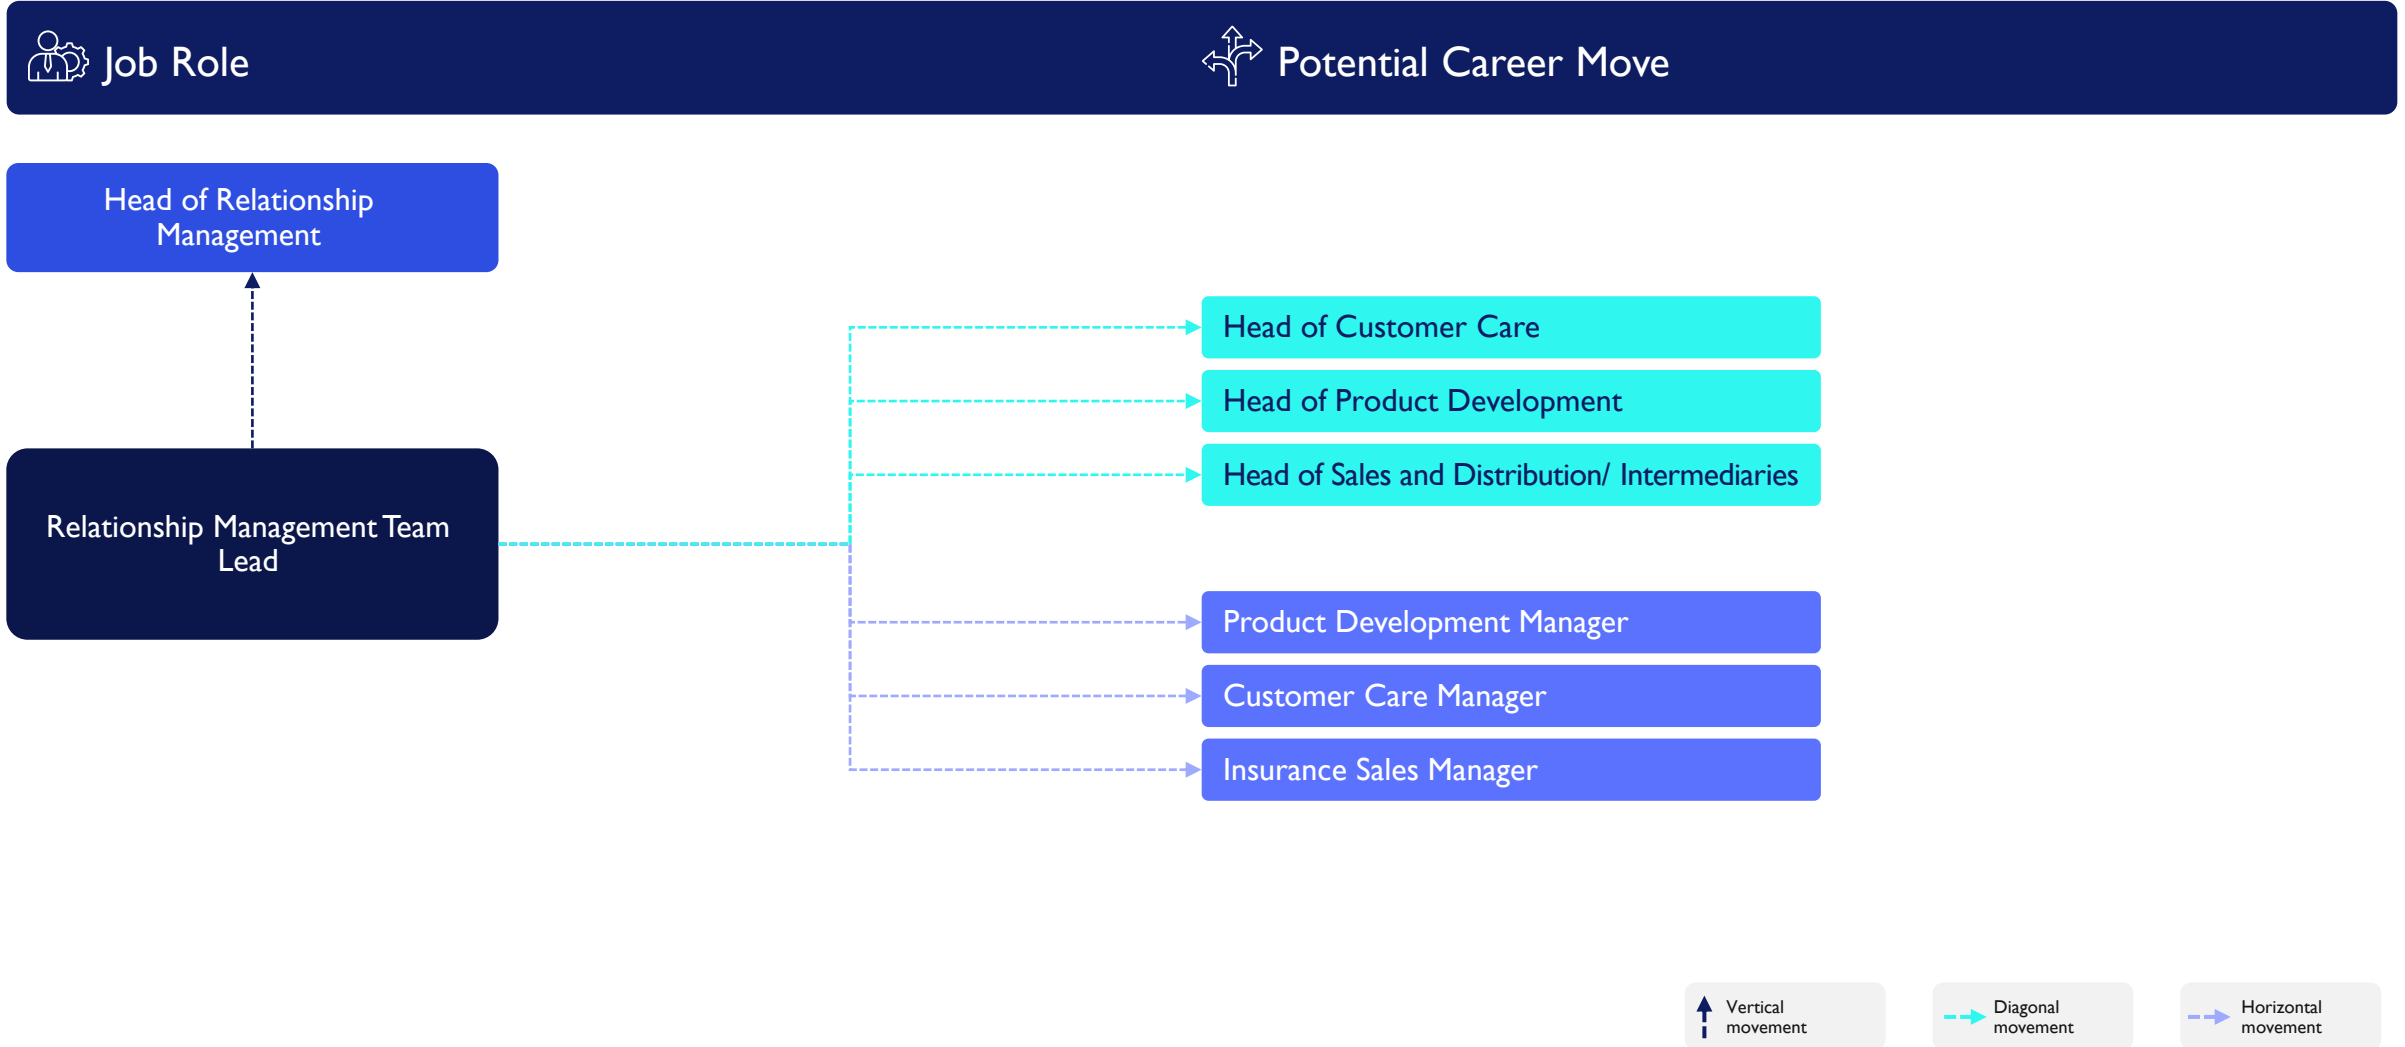 Job Role
Potential Career Move
Head of Relationship
Management
Head of Customer Care
Head of Product Development
Head of Sales and Distribution/ Intermediaries
Relationship Management Team
Lead
Product Development Manager
Customer Care Manager
Insurance Sales Manager
Vertical
movement
Diagonal
movement
Horizontal
movement